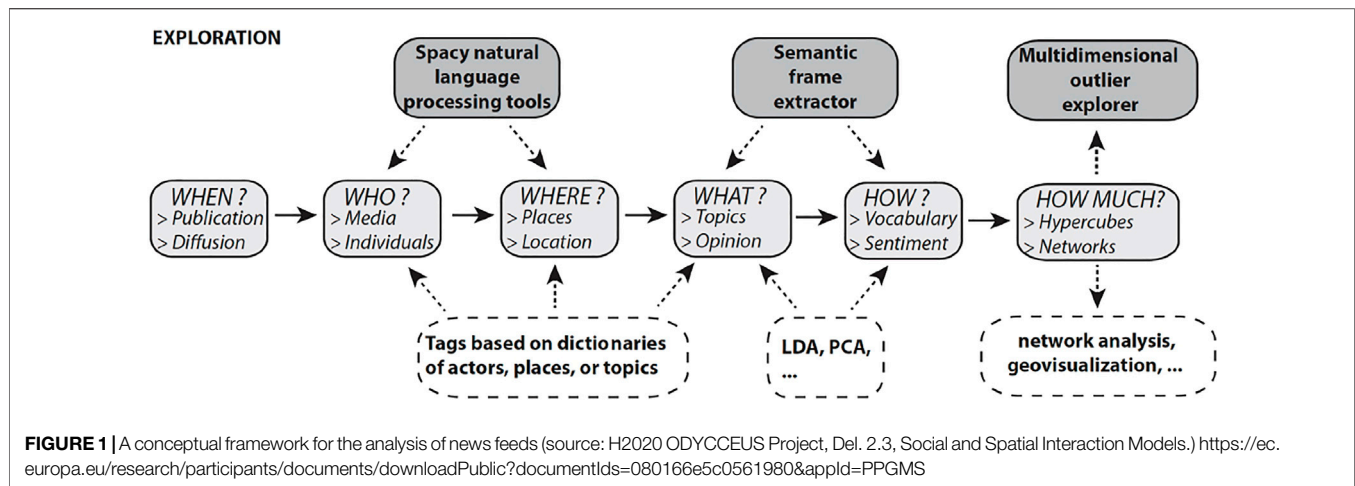 EXPLORATION
Spacy natural
language
processing tools
Semantic
frame
extractor
Multidimensional
outlier
explorer
WHEN ?
> Publication
> Diffusion
WHO ?
> Media
> Individuals
WHERE ?
> Places
> Location
WHAT ?
> Topics
> Opinion
HOW ?
> Vocabulary
> Sentiment
HOW MUCH?
> Hypercubes
> Networks
Tags based on dictionaries
of actors, places, or topics
LDA, PCA,
...
network analysis,
geovisualization, ...
FIGURE 1 | A conceptual framework for the analysis of news feeds (source: H2020 ODYCCEUS Project, Del. 2.3, Social and Spatial Interaction Models.) https://ec.
europa.eu/research/participants/documents/downloadPublic?documentIds=080166e5c0561980&appId=PPGMS